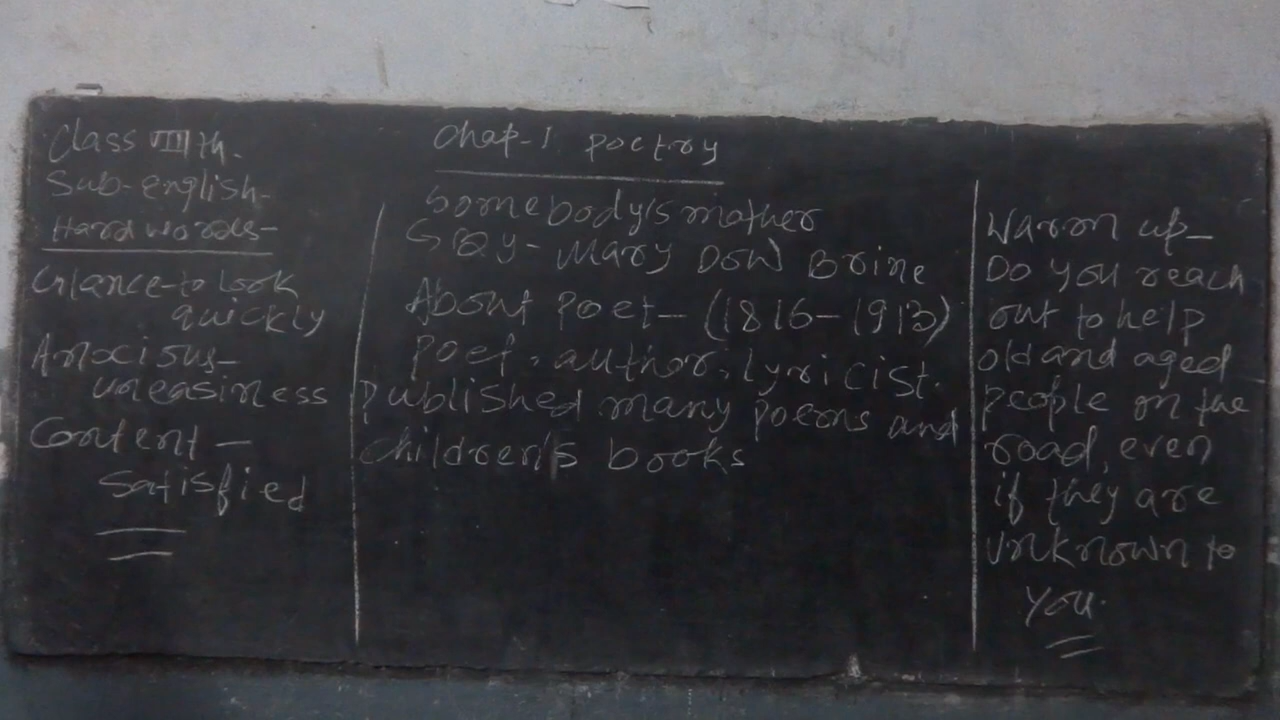 Class VIIIth.
Sub-english-
Hard words-
Glance-to look
quickly
Anxious-
uneasiness
Content-
Satisfied
Chap-1 poetry
Somebody's mother
By- Mary Dow Brine
About Poet- (1816-1913)
Poet, author, lyricist.
Published many poems and
children's books
Warm up-
Do you reach
out to help
old and aged
people on the
road, even
if they are
unknown to
you.